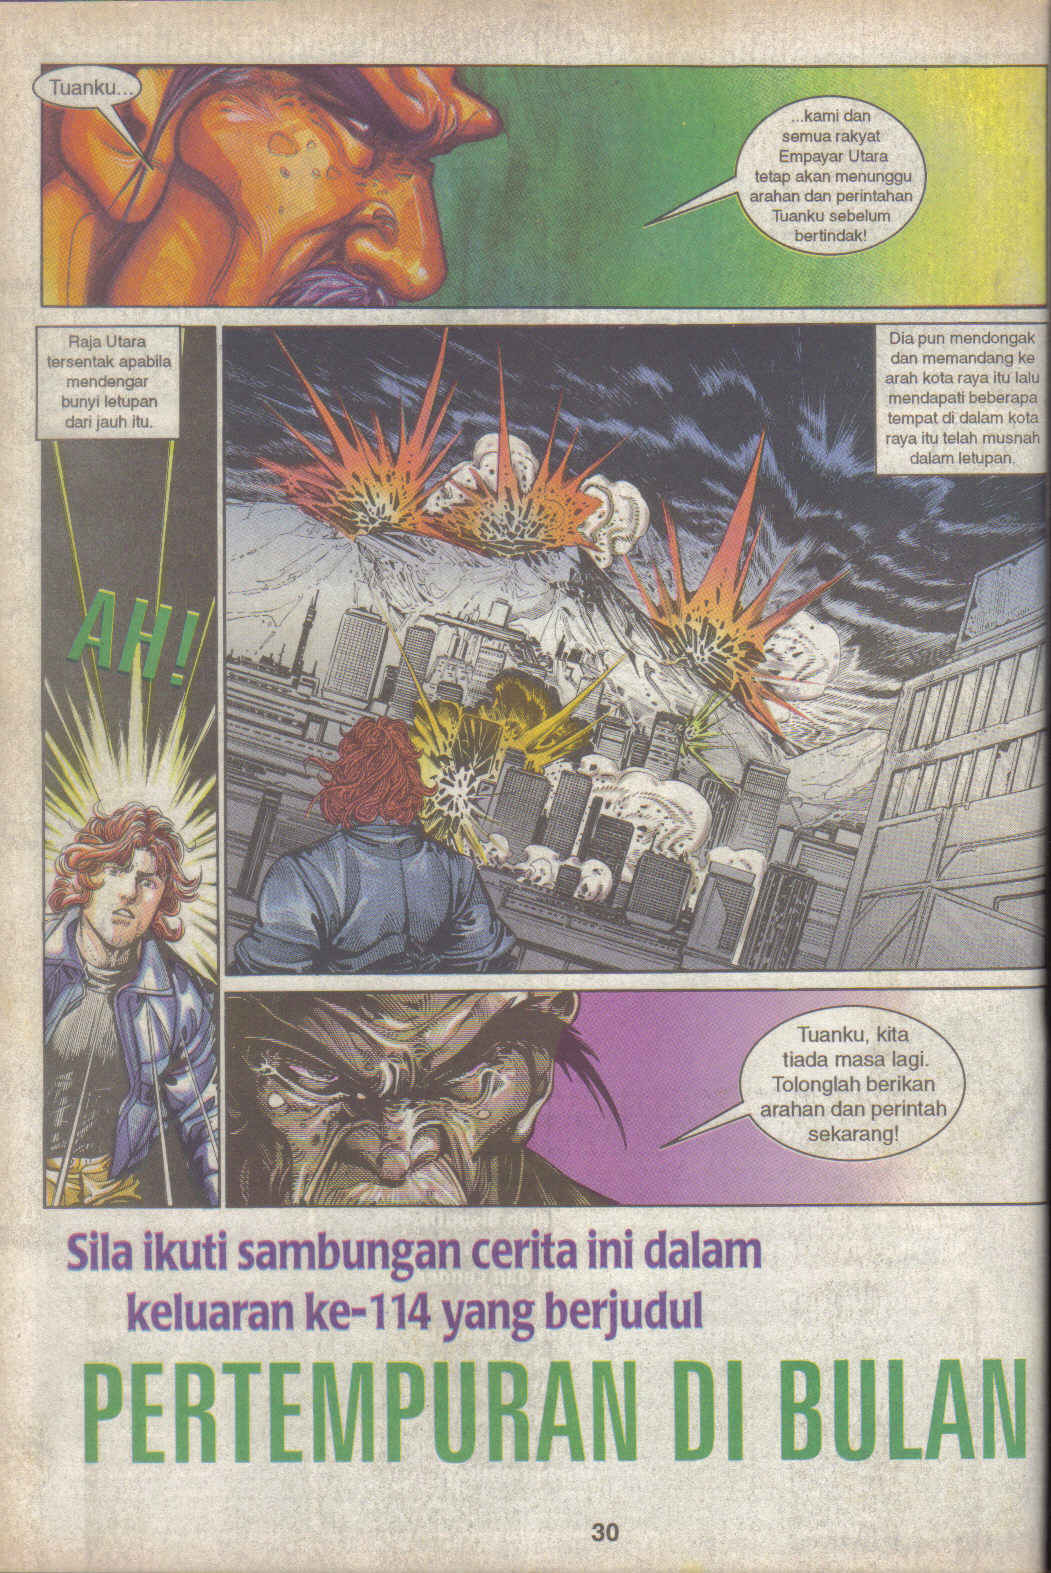 Tuanku...
...kami dan
semua rakyat
Empayar Utara
tetap akan menunggu
arahan dan perintahan
Tuanku sebelum
bertindak!
Raja Utara
tersentak apabila
mendengar
bunyi letupan
dari jauh itu.
AH!
Dia pun mendongak
dan memandang ke
arah kota raya itu lalu
mendapati beberapa
tempat di dalam kota
raya itu telah musnah
dalam letupan.
Tuanku, kita
tiada masa lagi.
Tolonglah berikan
arahan dan perintah
sekarang!
Sila ikuti sambungan cerita ini dalam
keluaran ke-114 yang berjudul
PERTEMPURAN DI BULAN
30